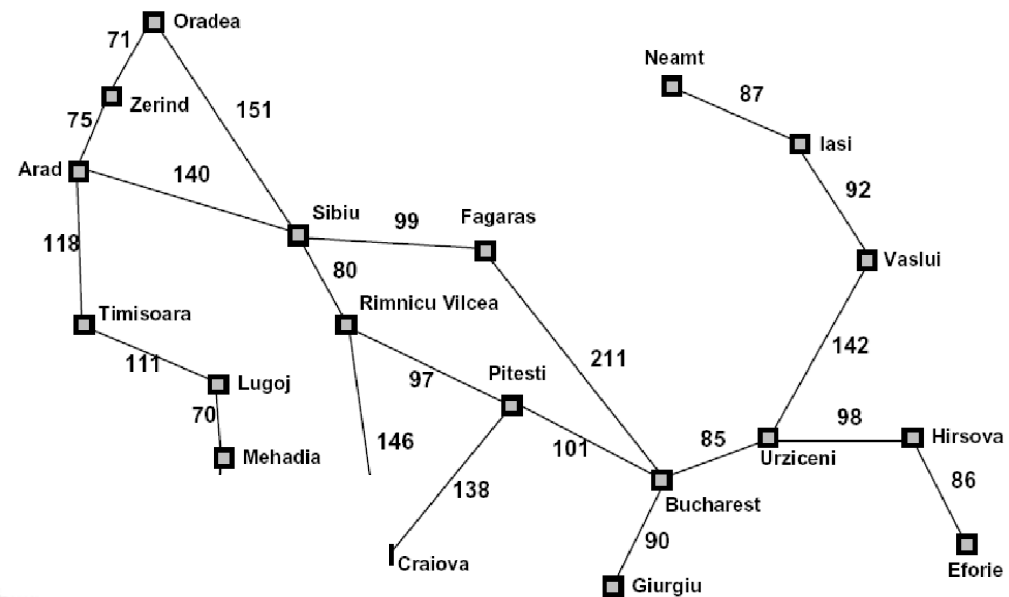 Oradea
71
Neamt
87
Zerind
151
75
Iasi
Arad
140
92
Sibiu
99
Fagaras
118
Vaslui
80
Timisoara
Rimnicu Vilcea
142
111
211
Lugoj
97
Pitesti
70
98
146
101
85
Hirsova
Mehadia
Urziceni
138
86
Bucharest
90
Craiova
Eforie
Giurgiu